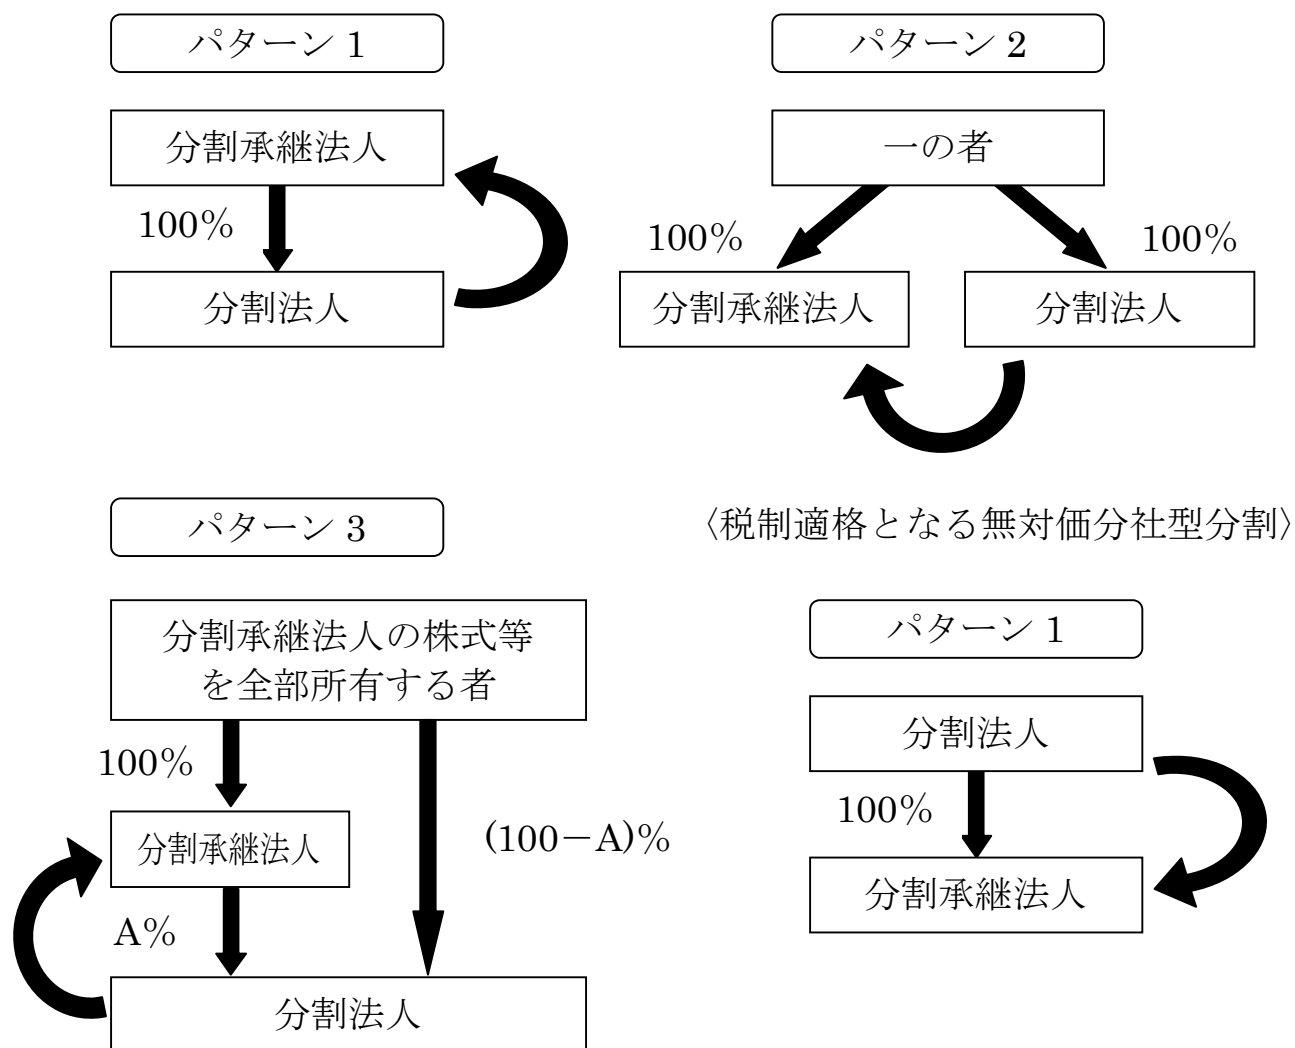 パターン 1
分割承継法人
100%
分割法人
パターン 2
一の者
100%
100%
分割承継法人
分割法人
パターン 3
分割承継法人の株式等
を全部所有する者
100%
分割承継法人
(100－A)%
A%
分割法人
〈税制適格となる無対価分社型分割〉
パターン 1
分割法人
100%
分割承継法人